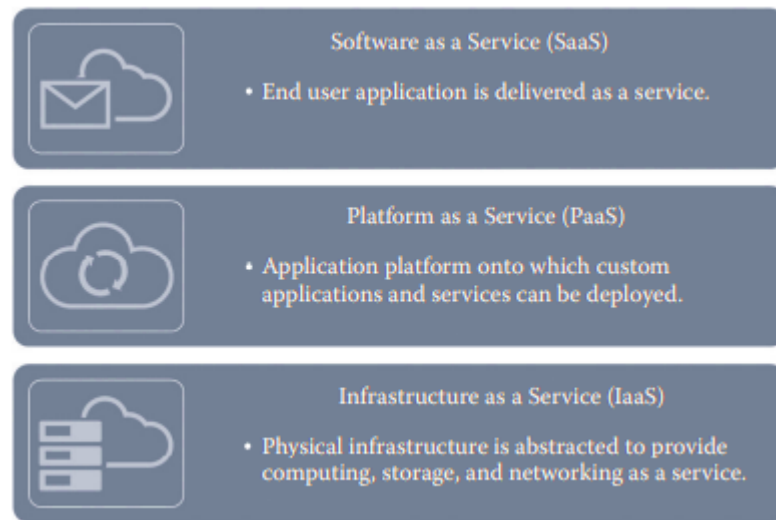 Software as a Service (SaaS)
• End user application is delivered as a service.
Platform as a Service (PaaS)
• Application platform onto which custom
applications and services can be deployed.
Infrastructure as a Service (IaaS)
• Physical infrastructure is abstracted to provide
computing, storage, and networking as a service.